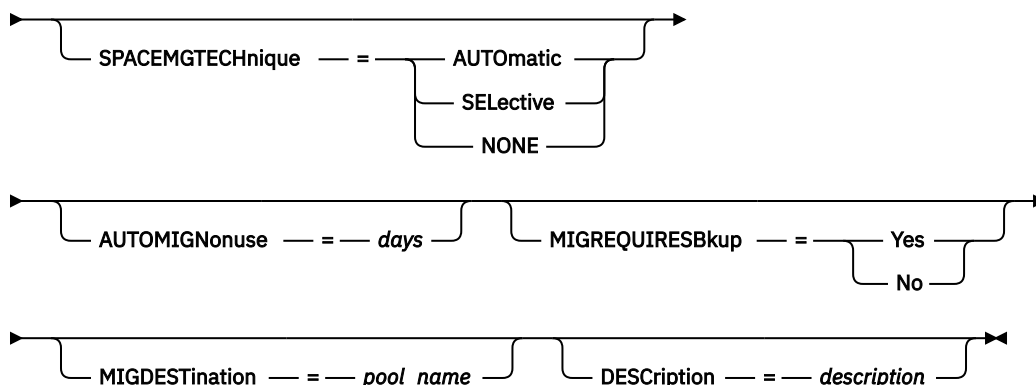 SPACEMGTECHnique = AUTOmatic
SELective
NONE
AUTOMIGNonuse = days MIGREQUIRESBkup = Yes
No
MIGDESTination = pool_name DESCription = description